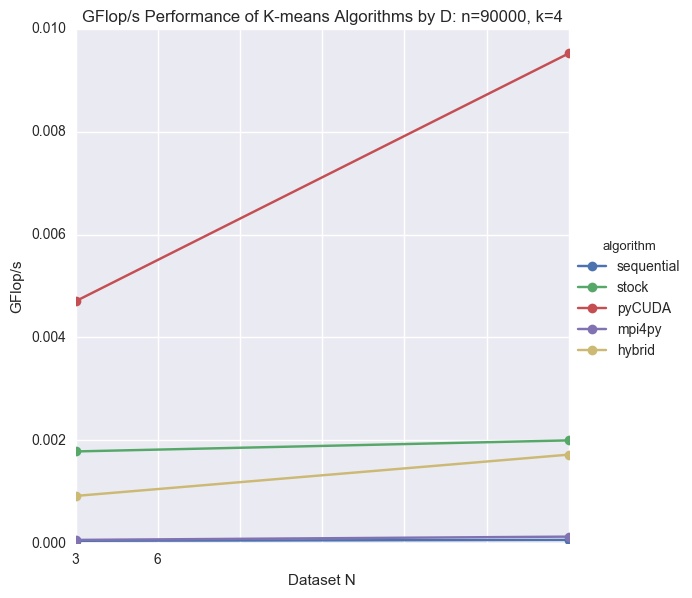 GFlop/s Performance of K-means Algorithms by D: n=90000, k=4
0.010
0.008
0.006
0.004
0.002
0.000
GFlop/s
3 6
Dataset N
algorithm
sequential
stock
pyCUDA
mpi4py
hybrid